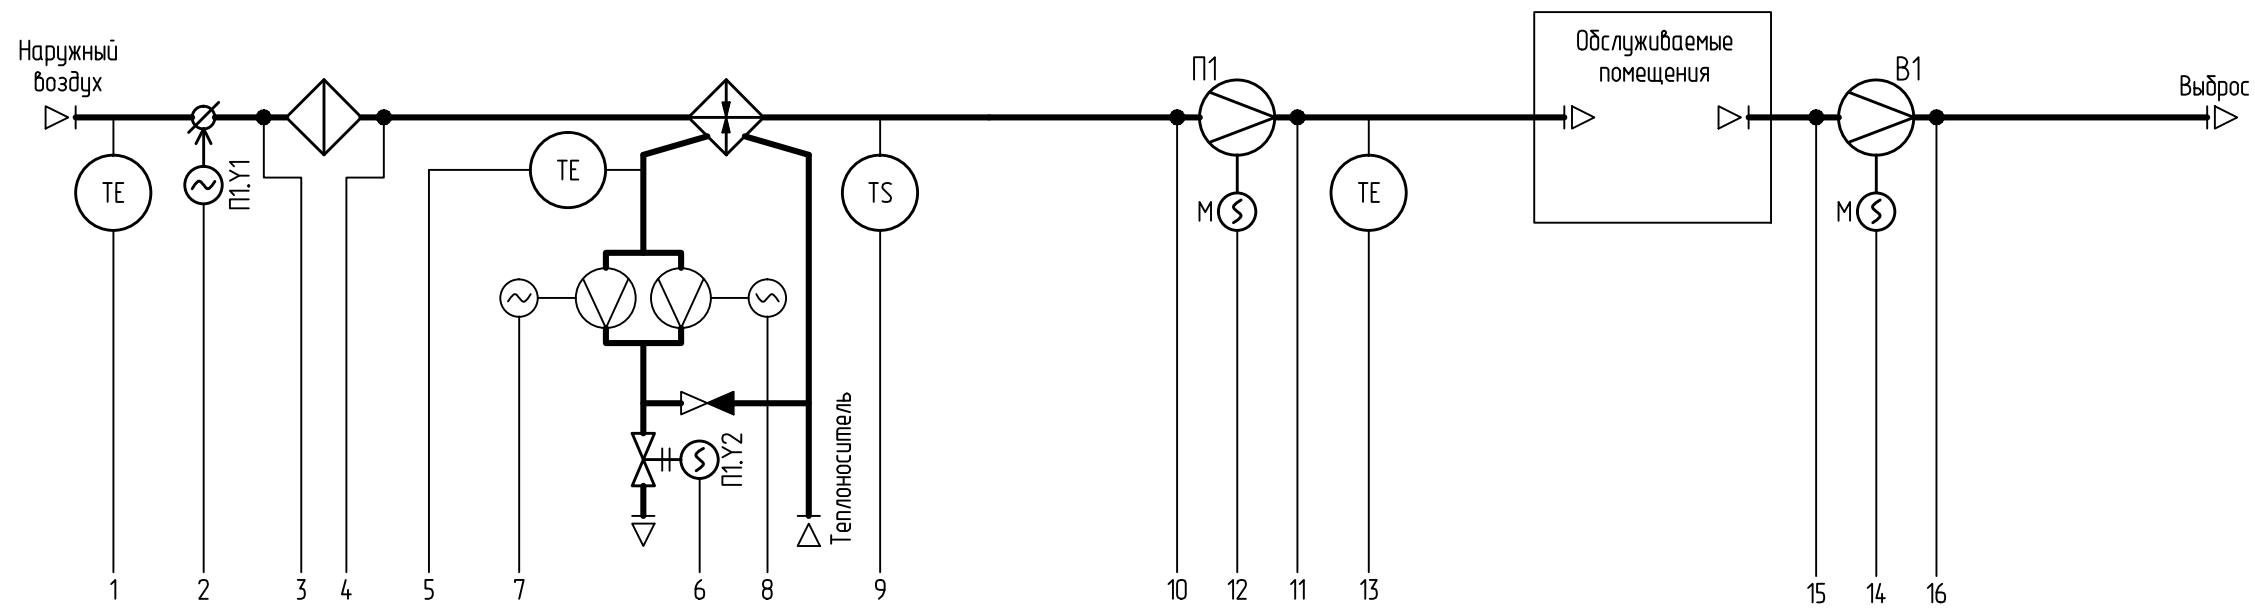 Наружный
воздух
П1
Обслуживаемые
помещения
В1
Выброс
TE
П1.Y1
TE
TS
M
TE
M
Теплоноситель
П1.Y2
1
2
3
4
5
7
6
8
9
10
12
11
13
15
14
16